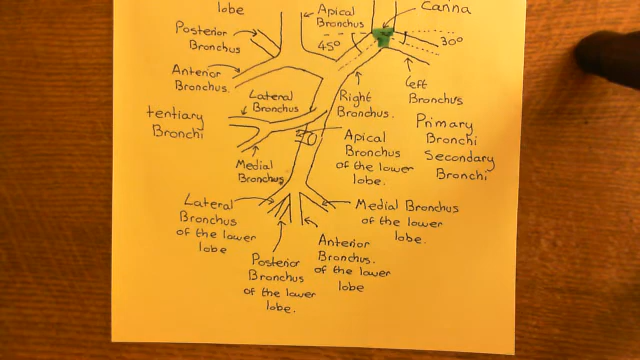 lobe
Apical
Bronchus
Carina
Posterior
Bronchus
45°
30°
Anterior
Bronchus.
Left
Bronchus
Lateral
Bronchus
Right
Bronchus.
tertiary
Bronchi
Primary
Bronchi
Secondary
Bronchi
Apical
Bronchus
of the lower
lobe.
Medial
Bronchus
Lateral
Bronchus
of the lower
lobe
Medial Bronchus
of the lower
lobe.
Posterior
Bronchus
of the lower
lobe.
Anterior
Bronchus.
of the lower
lobe